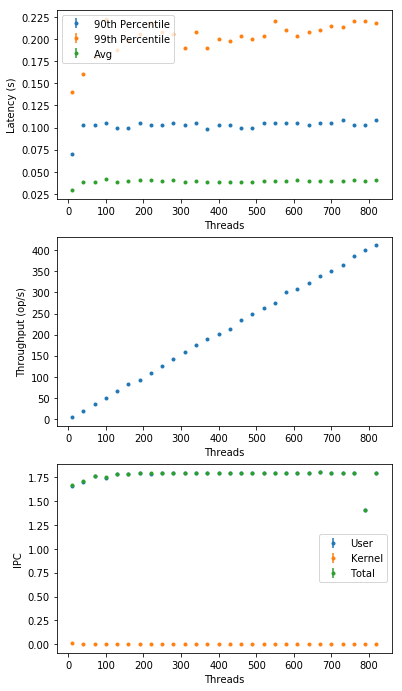 0.225
0.200
0.175
0.150
0.125
0.100
0.075
0.050
0.025
Latency (s)
90th Percentile
99th Percentile
Avg
0 100 200 300 400 500 600 700 800
Threads
400
350
300
250
200
150
100
50
0
Throughput (op/s)
0 100 200 300 400 500 600 700 800
Threads
1.75
1.50
1.25
1.00
0.75
0.50
0.25
0.00
IPC
User
Kernel
Total
0 100 200 300 400 500 600 700 800
Threads